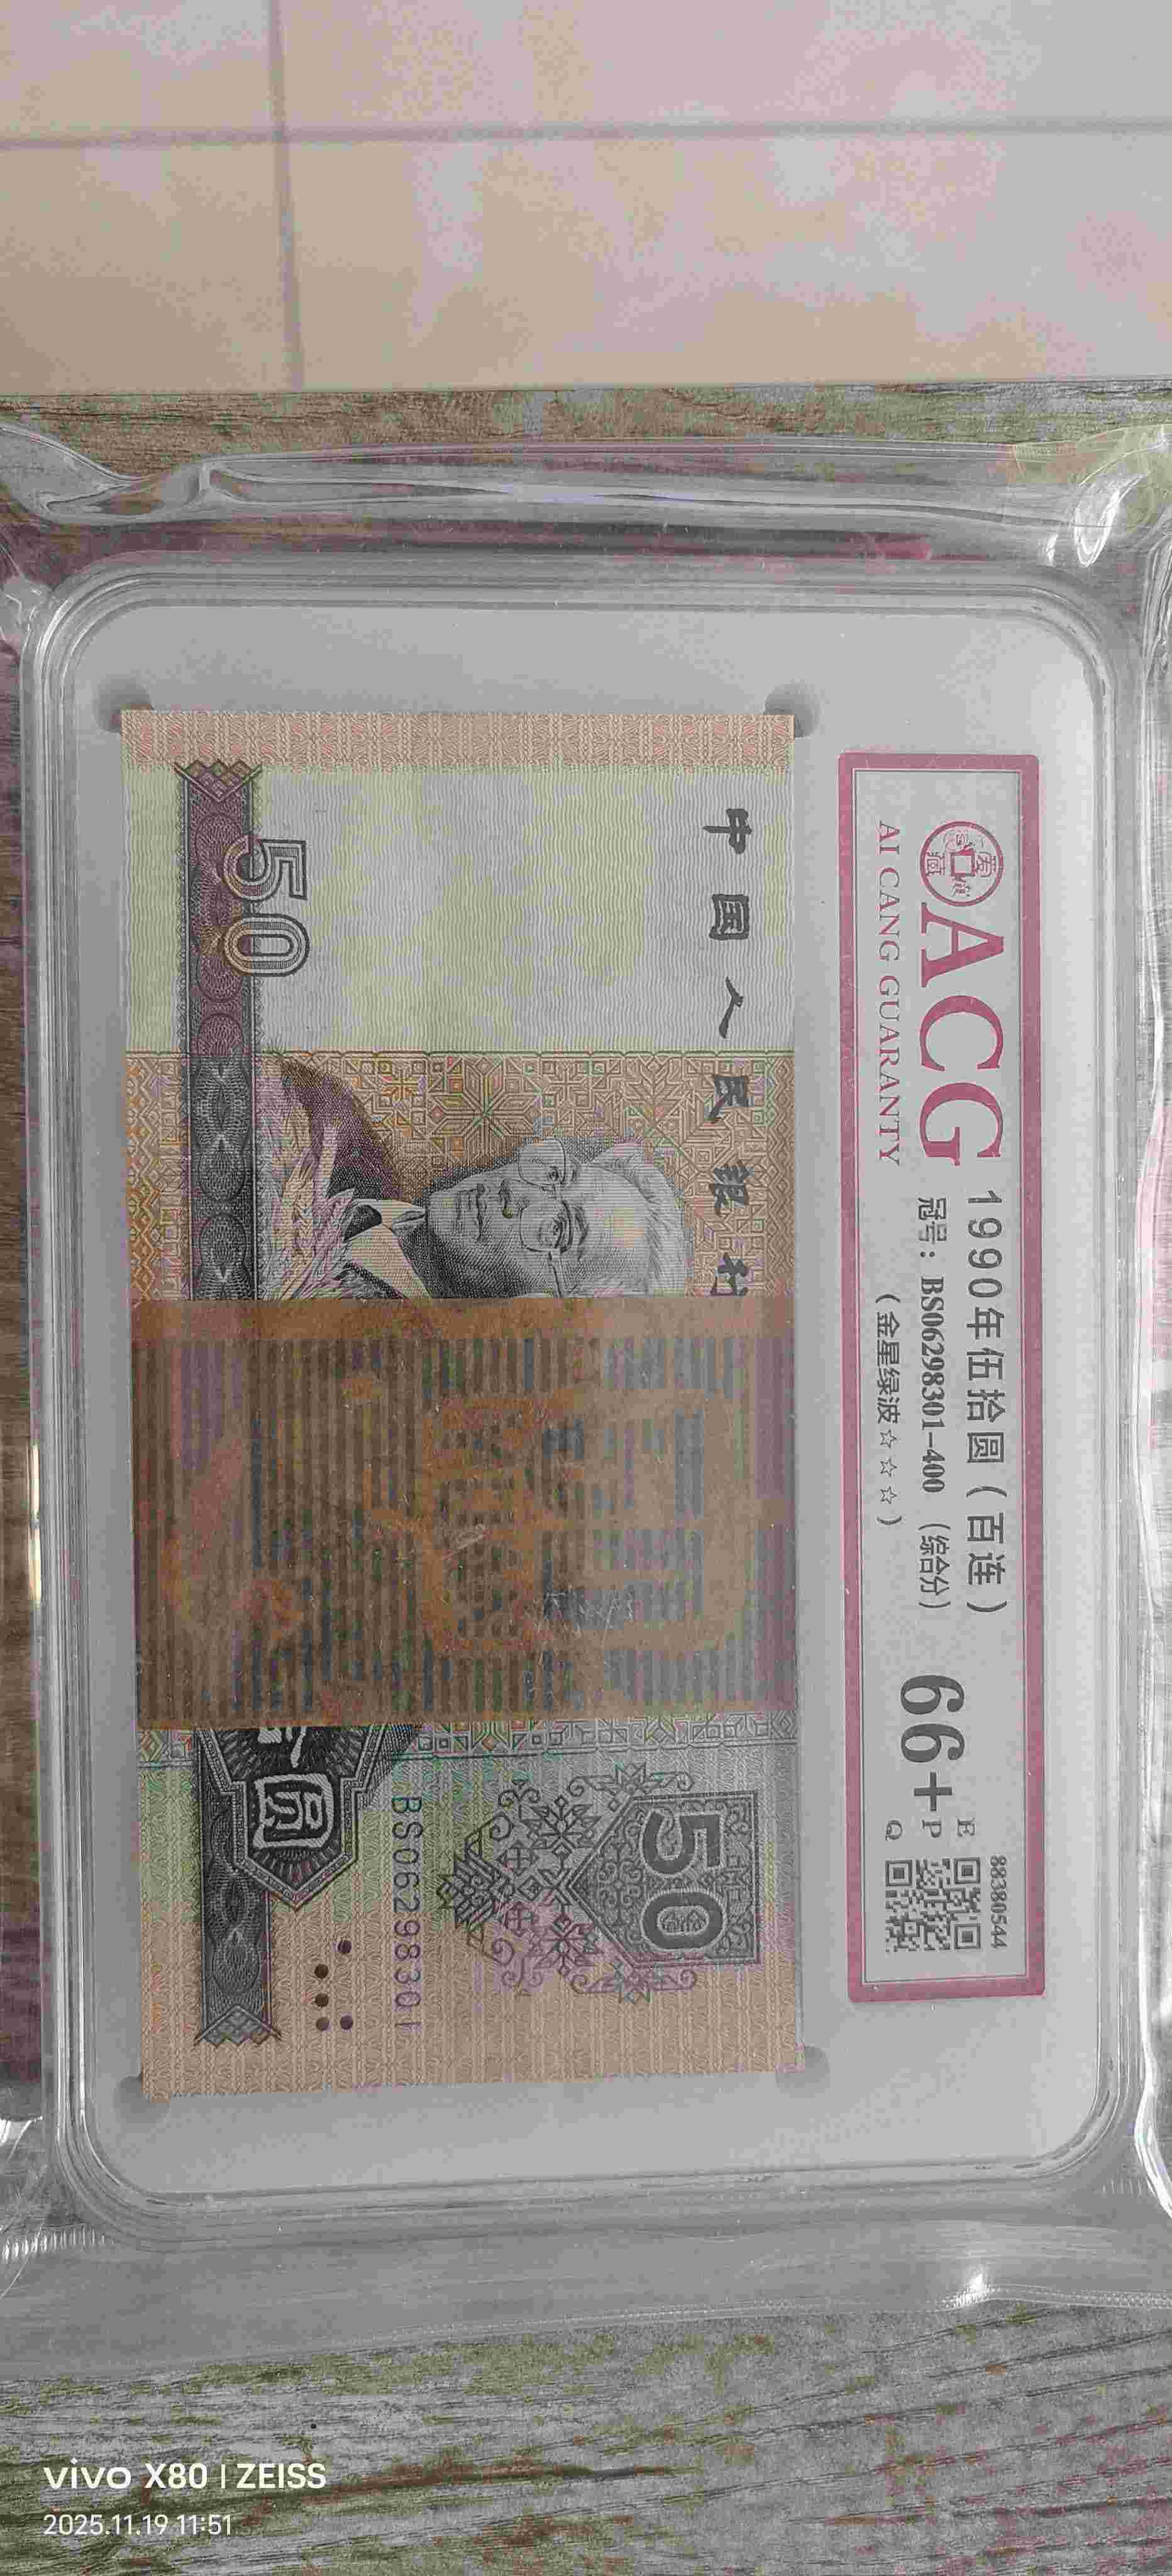 ACG
AI CANG GUARANTY
1990年伍拾圆（百连）
冠号：BS06298301-400 （综合分）
（金星绿波☆☆☆）
66+
E
P
Q
88380544
中国人民银行
50
50
圆
BS06298301
vivo X80 | ZEISS
2025.11.19 11:51